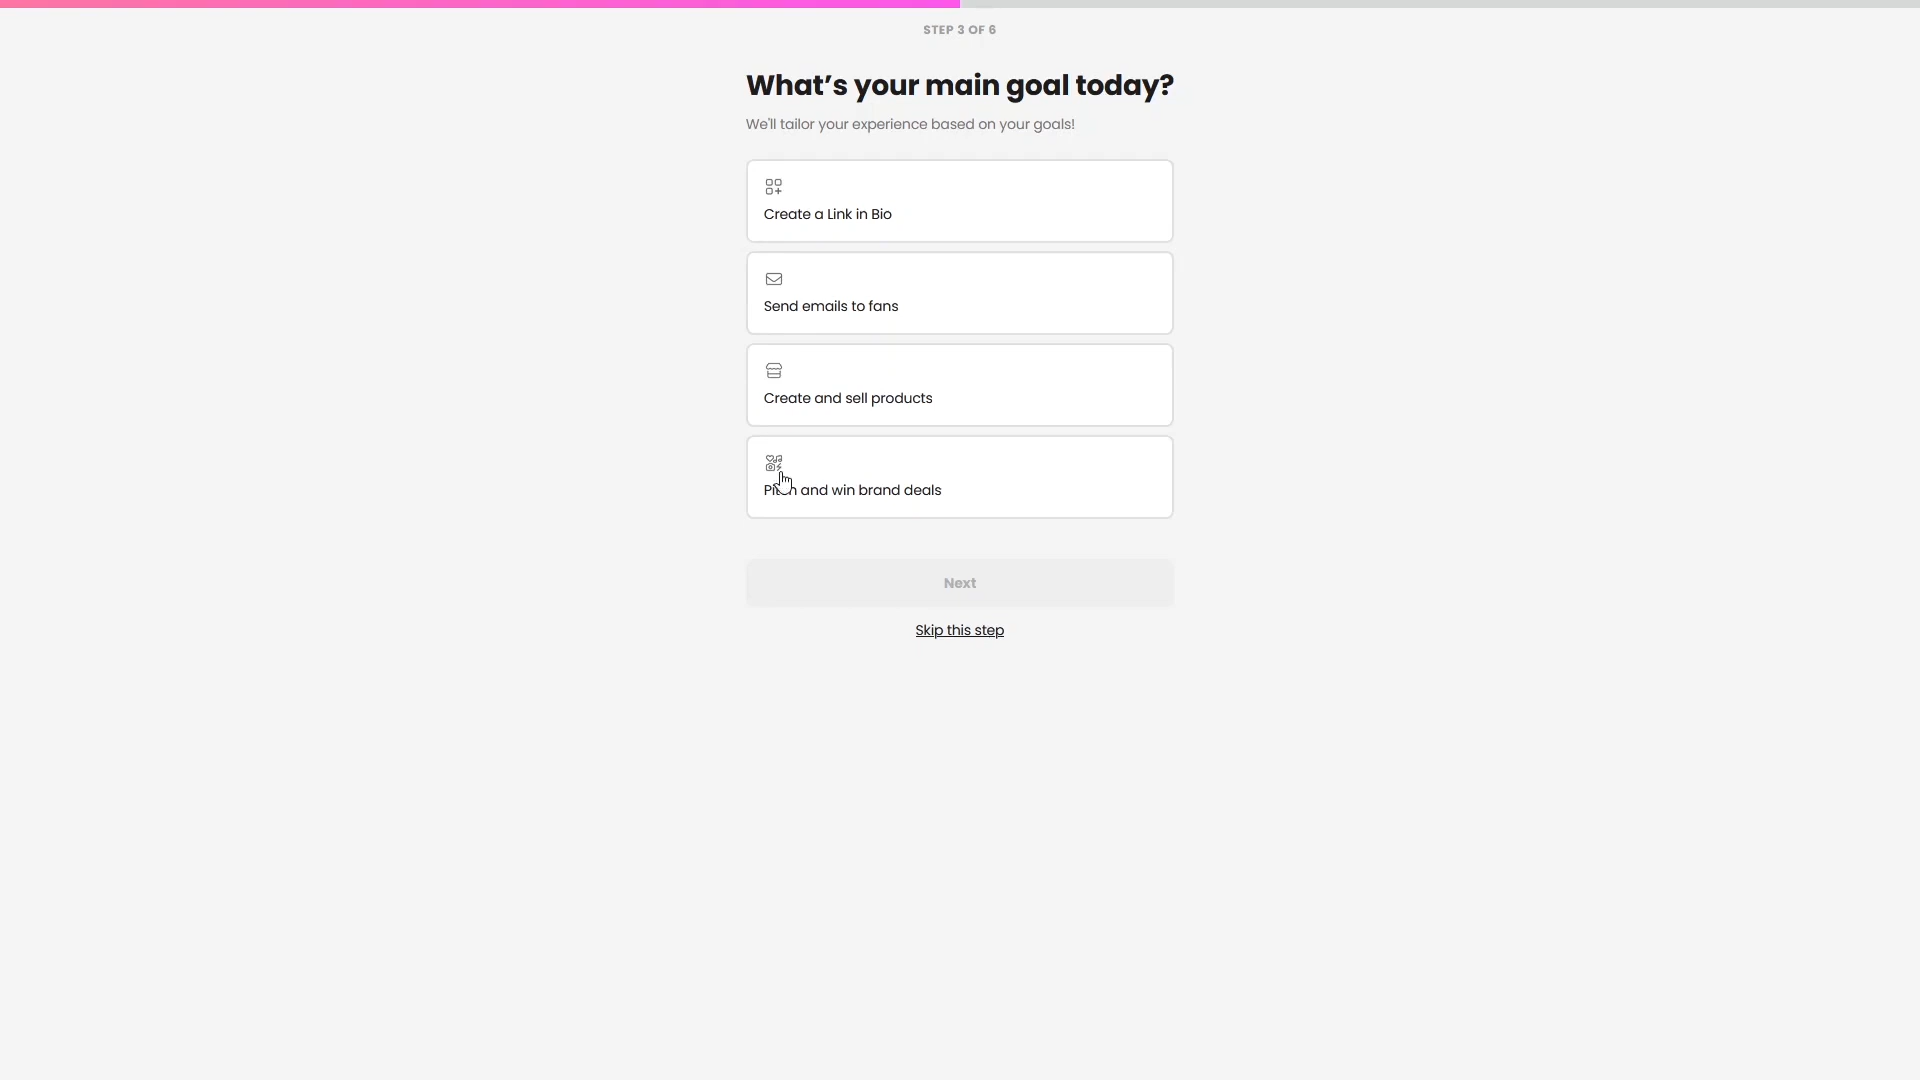 STEP 3 OF 6
What’s your main goal today?
We'll tailor your experience based on your goals!
Create a Link in Bio
Send emails to fans
Create and sell products
and win brand deals
Next
Skip this step